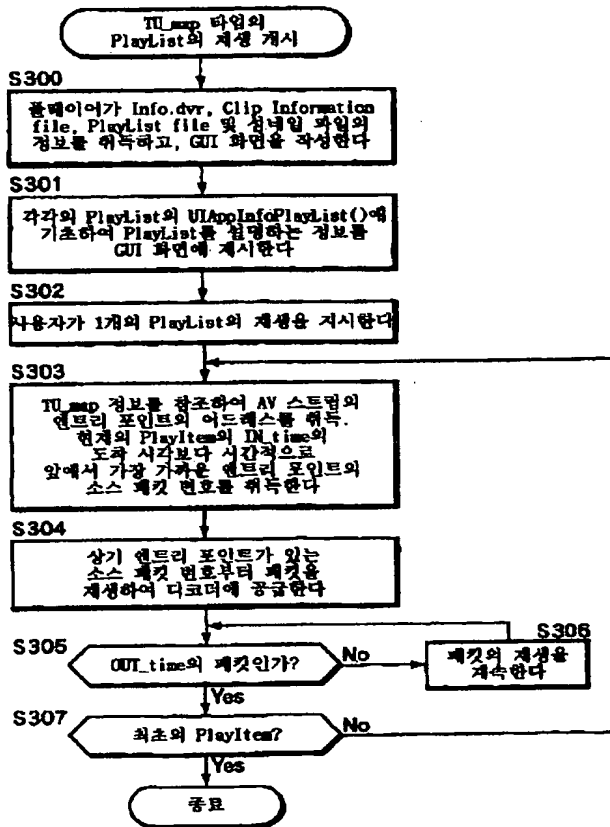 TU_map 타입의
PlayList의 재생 개시
S300
플레이어가 Info.dvr, Clip Information
file, PlayList file 및 섬네일 파일의
정보를 취득하고, GUI 화면을 작성한다
S301
각각의 PlayList의 UIAppInfoPlayList()에
기초하여 PlayList를 설명하는 정보를
GUI 화면에 제시한다
S302
사용자가 1개의 PlayList의 재생을 지시한다
S303
TU_map 정보를 참조하여 AV 스트림의
엔트리 포인트의 어드레스를 취득.
현재의 PlayItem의 IN_time의
도착 시각보다 시간적으로
앞에서 가장 가까운 엔트리 포인트의
소스 패킷 번호를 취득한다
S304
상기 엔트리 포인트가 있는
소스 패킷 번호부터 패킷을
재생하여 디코더에 공급한다
S305
OUT_time의 패킷인가?
No
S306
패킷의 재생을
계속한다
Yes
S307
최초의 PlayItem?
No
Yes
종료